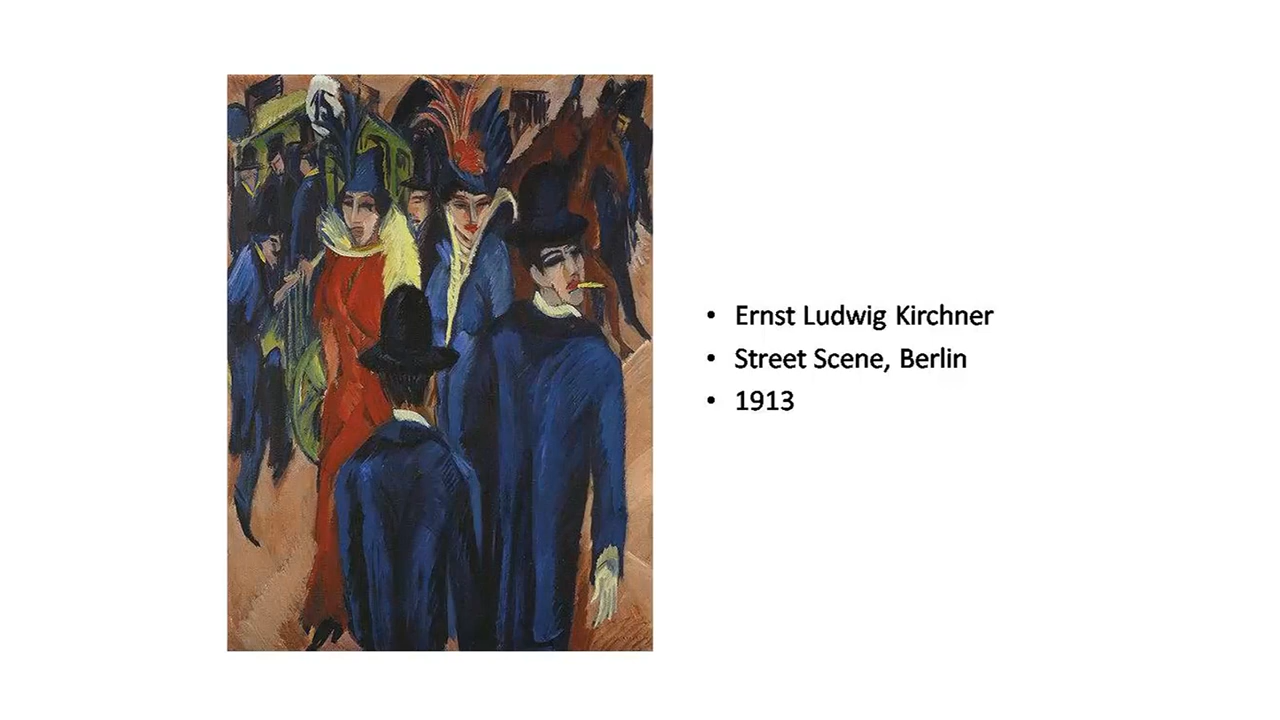 • Ernst Ludwig Kirchner
• Street Scene, Berlin
• 1913